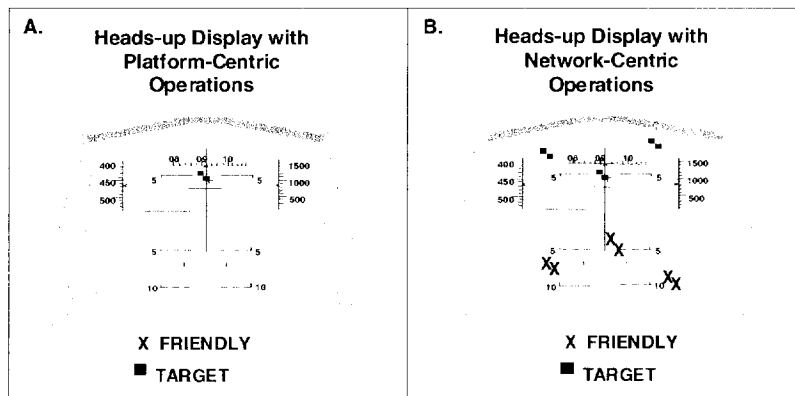 A.
Heads-up Display with
Platform-Centric
Operations
08 09 10
400
450
500
1500
1000
500
5 5
5 5
10 10
X FRIENDLY
■ TARGET
B.
Heads-up Display with
Network-Centric
Operations
08 09 10
400
450
500
1500
1000
500
5 5
5 5
10 10
X FRIENDLY
■ TARGET